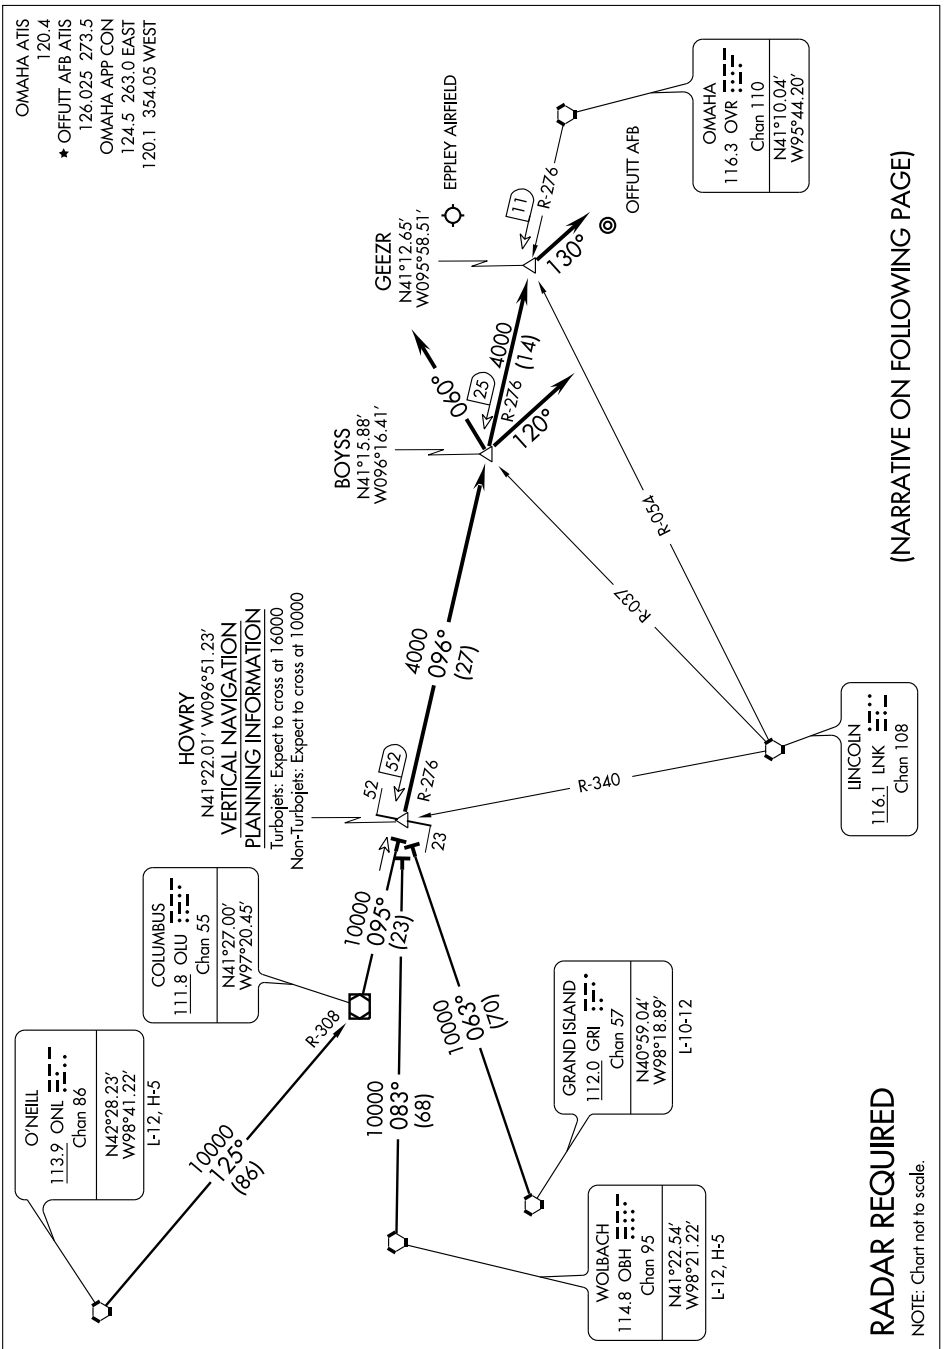 OMAHA ATIS
120.4
★ OFFUTT AFB ATIS
126.025 273.5
OMAHA APP CON
124.5 263.0 EAST
120.1 354.05 WEST
O'NEILL
113.9 ONL
Chan 86
N42°28.23'
W98°41.22'
L-12, H-5
10000
125°
(86)
R-308
COLUMBUS
111.8 OLU
Chan 55
N41°27.00'
W97°20.45'
10000
095°
(23)
HOWRY
N41°22.01' W096°51.23'
VERTICAL NAVIGATION
PLANNING INFORMATION
Turbojets: Expect to cross at 16000
Non-Turbojets: Expect to cross at 10000
52
52
R-276
23
4000
096°
(27)
BOYSS
N41°15.88'
W096°16.41'
060°
25
R-276
4000
(14)
120°
GEEZR
N41°12.65'
W095°58.51'
EPPLEY AIRFIELD
11
R-276
130°
OFFUTT AFB
OMAHA
116.3 OVR
Chan 110
N41°10.04'
W95°44.20'
WOLBACH
114.8 OBH
Chan 95
N41°22.54'
W98°21.22'
L-12, H-5
10000
083°
(68)
GRAND ISLAND
112.0 GRI
Chan 57
N40°59.04'
W98°18.89'
L-10-12
10000
063°
(70)
R-340
R-037
R-054
LINCOLN
116.1 LNK
Chan 108
RADAR REQUIRED
NOTE: Chart not to scale.
(NARRATIVE ON FOLLOWING PAGE)